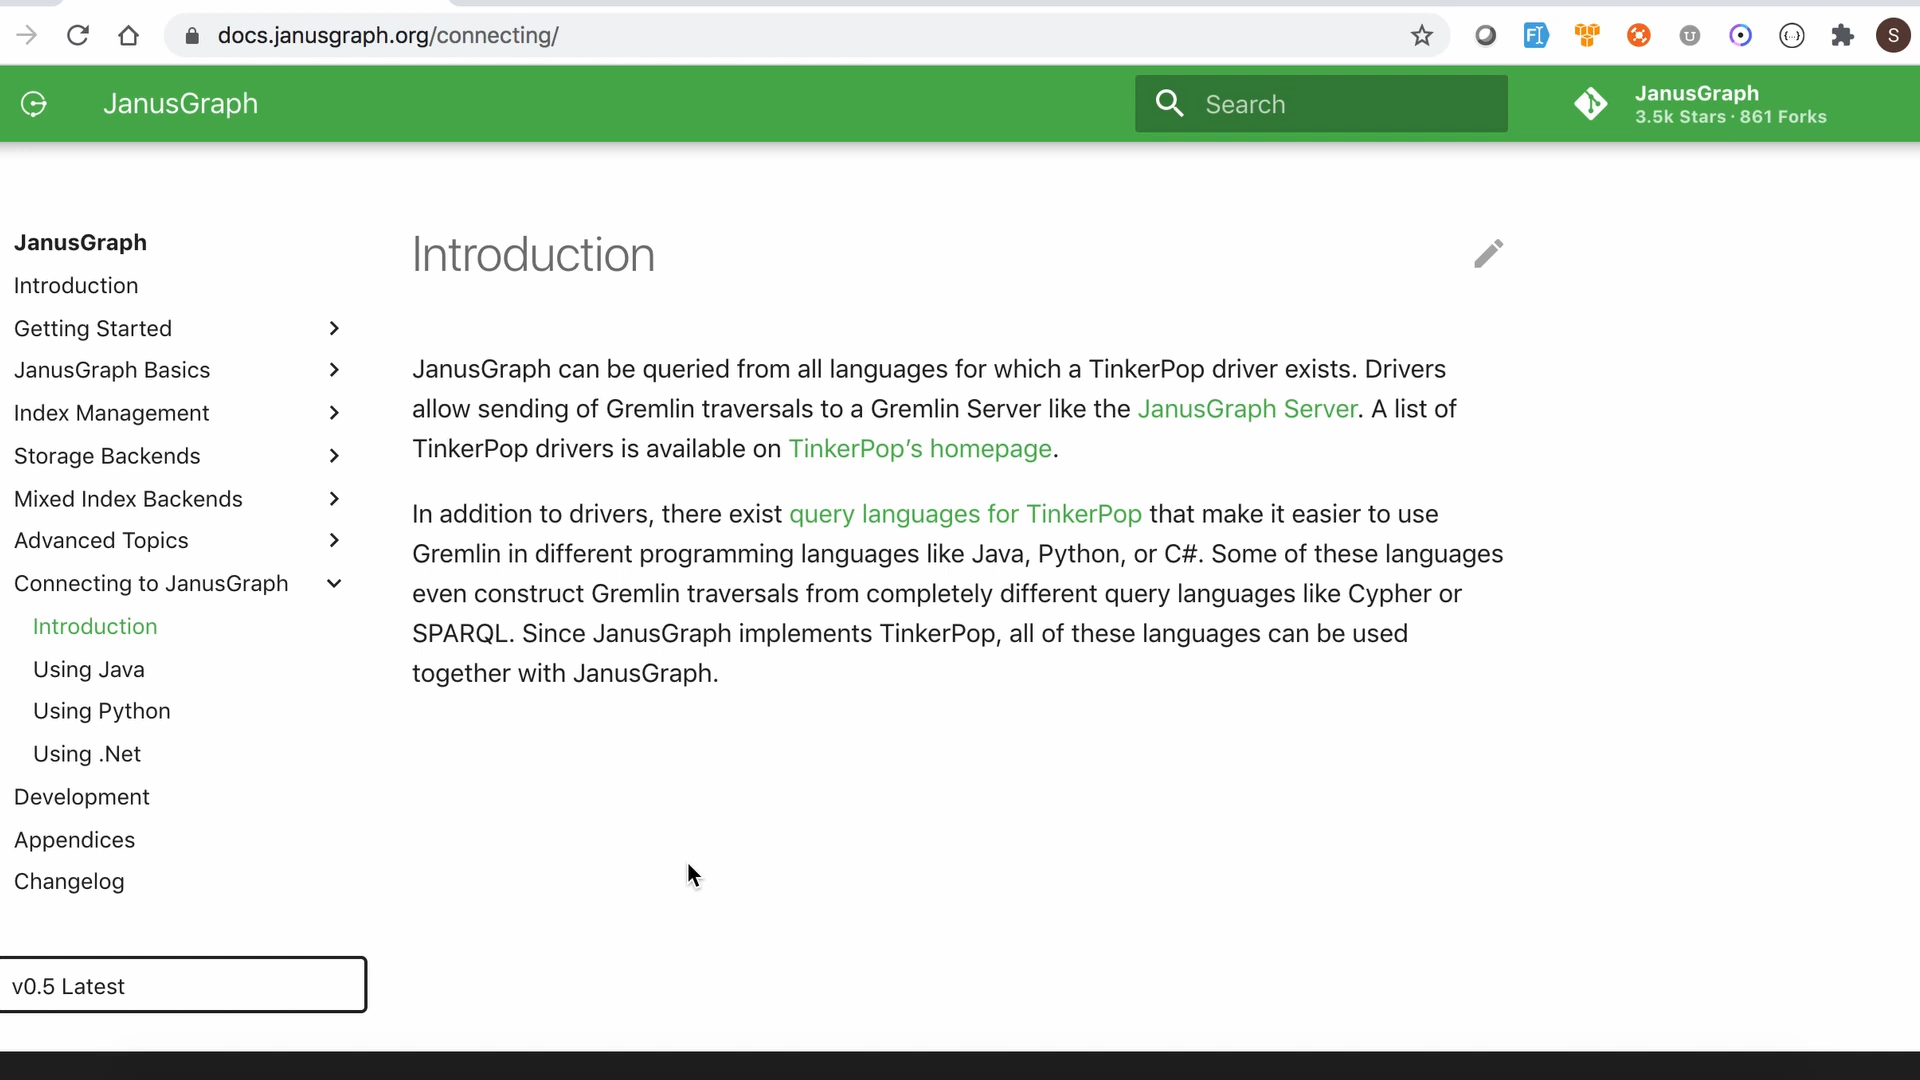 docs.janusgraph.org/connecting/
S
JanusGraph
Search
JanusGraph
3.5k Stars · 861 Forks
JanusGraph
Introduction
Getting Started
JanusGraph Basics
Index Management
Storage Backends
Mixed Index Backends
Advanced Topics
Connecting to JanusGraph
Introduction
Using Java
Using Python
Using .Net
Development
Appendices
Changelog
v0.5 Latest
Introduction
JanusGraph can be queried from all languages for which a TinkerPop driver exists. Drivers
allow sending of Gremlin traversals to a Gremlin Server like the JanusGraph Server. A list of
TinkerPop drivers is available on TinkerPop’s homepage.
In addition to drivers, there exist query languages for TinkerPop that make it easier to use
Gremlin in different programming languages like Java, Python, or C#. Some of these languages
even construct Gremlin traversals from completely different query languages like Cypher or
SPARQL. Since JanusGraph implements TinkerPop, all of these languages can be used
together with JanusGraph.